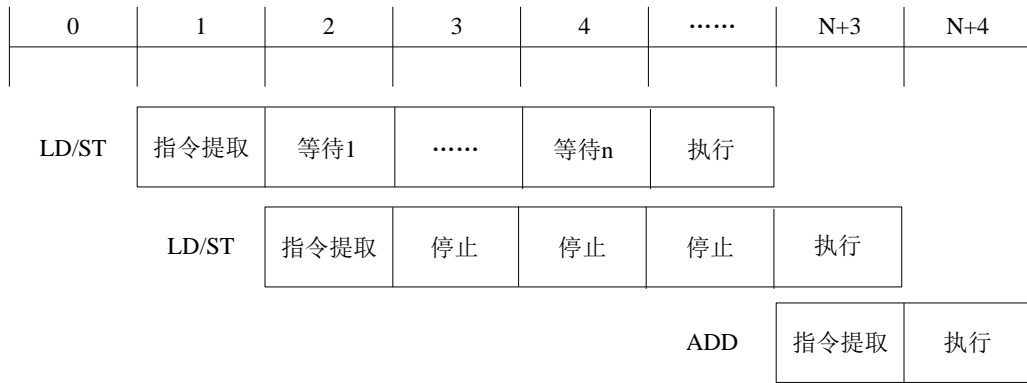 0 1 2 3 4 …… N+3 N+4
LD/ST 指令提取 等待1 …… 等待n 执行
LD/ST 指令提取 停止 停止 停止 执行
ADD 指令提取 执行